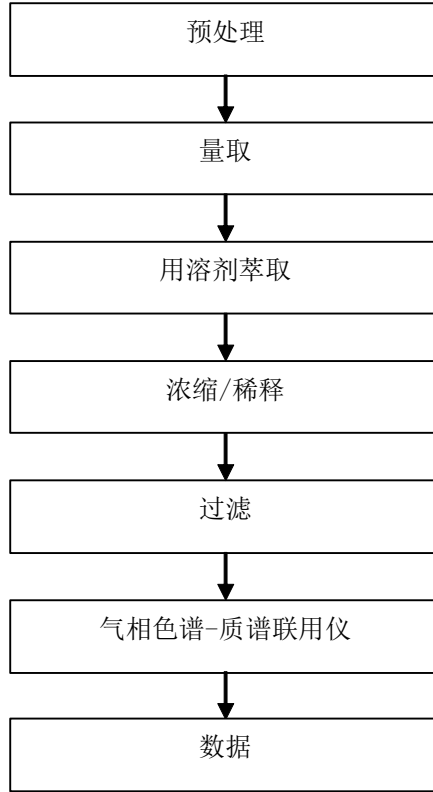 预处理
量取
用溶剂萃取
浓缩/稀释
过滤
气相色谱-质谱联用仪
数据